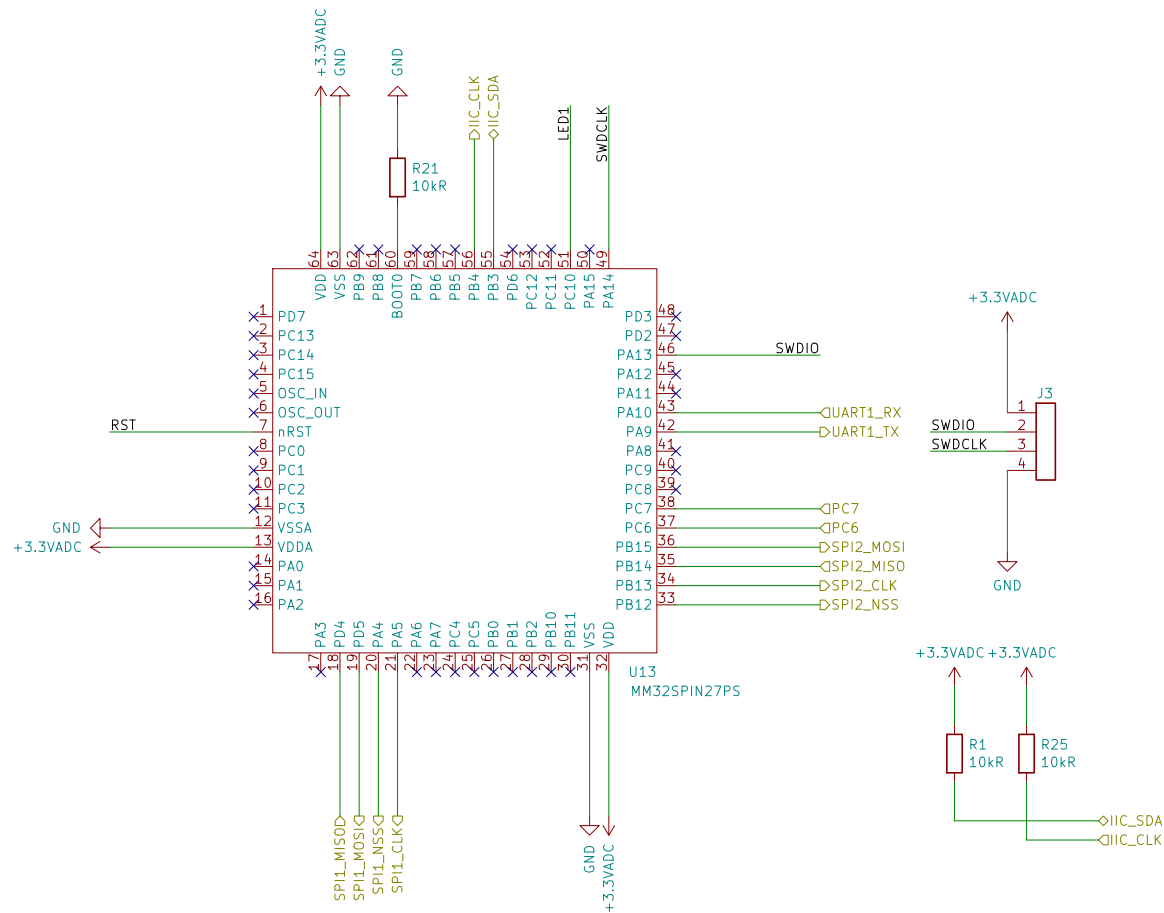 +3.3VADC
GND
GND
IIC_CLK
IIC_SDA
LED1
SWDCLK
R21
10kR
64 63 62 61 60 59 58 57 56 55 54 53 52 51 50 49
VDD VSS PB9 PB8 BOOT0 PB7 PB6 PB5 PB4 PB3 PD6 PC12 PC11 PC10 PA15 PA14
1 PD7
2 PC13
3 PC14
4 PC15
5 OSC_IN
6 OSC_OUT
RST 7 nRST
8 PC0
9 PC1
10 PC2
11 PC3
GND 12 VSSA
+3.3VADC 13 VDDA
14 PA0
15 PA1
16 PA2
PD3 48
PD2 47
PA13 46 SWDIO
PA12 45
PA11 44
PA10 43 UART1_RX
PA9 42 UART1_TX
PA8 41
PC9 40
PC8 39
PC7 38 PC7
PC6 37 PC6
PB15 36 SPI2_MOSI
PB14 35 SPI2_MISO
PB13 34 SPI2_CLK
PB12 33 SPI2_NSS
PA3 PD4 PD5 PA4 PA5 PA6 PA7 PC4 PC5 PB0 PB1 PB2 PB10 PB11 VSS VDD
17 18 19 20 21 22 23 24 25 26 27 28 29 30 31 32
U13
MM32SPIN27PS
SPI1_MISO
SPI1_MOSI
SPI1_NSS
SPI1_CLK
GND
+3.3VADC
+3.3VADC
J3
1
SWDIO 2
SWDCLK 3
4
GND
+3.3VADC +3.3VADC
R1 R25
10kR 10kR
IIC_SDA
IIC_CLK